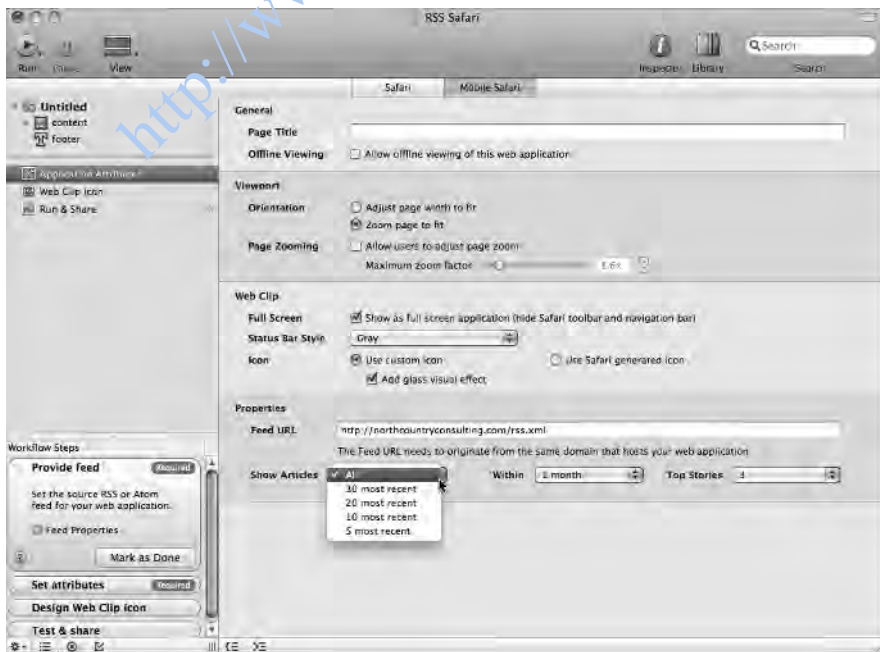 RSS Safari
http://w
Run
View
Inspector
Library
Search
Search
Safari
Mobile Safari
Untitled
content
footer
Application Attributes
Web Clip Icon
Run & Share
General
Page Title
Offline Viewing
Allow offline viewing of this web application
Viewport
Orientation
Adjust page width to fit
Zoom page to fit
Page Zooming
Allow users to adjust page zoom
Maximum zoom factor
1.6x
Web Clip
Full Screen
Show as full screen application (hide Safari toolbar and navigation bar)
Status Bar Style
Gray
Icon
Use custom icon
Use Safari generated icon
Add glass visual effect
Properties
Feed URL
http://northcountryconsulting.com/rss.xml
The Feed URL needs to originate from the same domain that hosts your web application
Show Articles
All
Within
1 month
Top Stories
3
30 most recent
20 most recent
10 most recent
5 most recent
Workflow Steps
Provide feed
Required
Set the source RSS or Atom
feed for your web application.
Feed Properties
?
Mark as Done
Set attributes
Required
Design Web Clip icon
Test & share